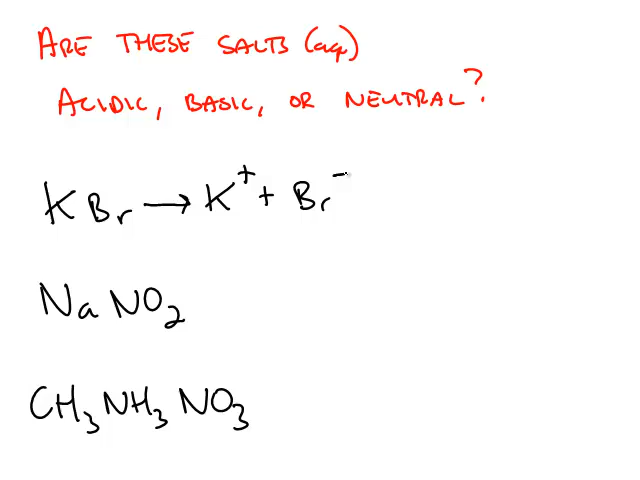 ARE THESE SALTS (aq)
ACIDIC, BASIC, OR NEUTRAL?
KBr → K⁺ + Br⁻
NaNO₂
CH₃NH₃NO₃